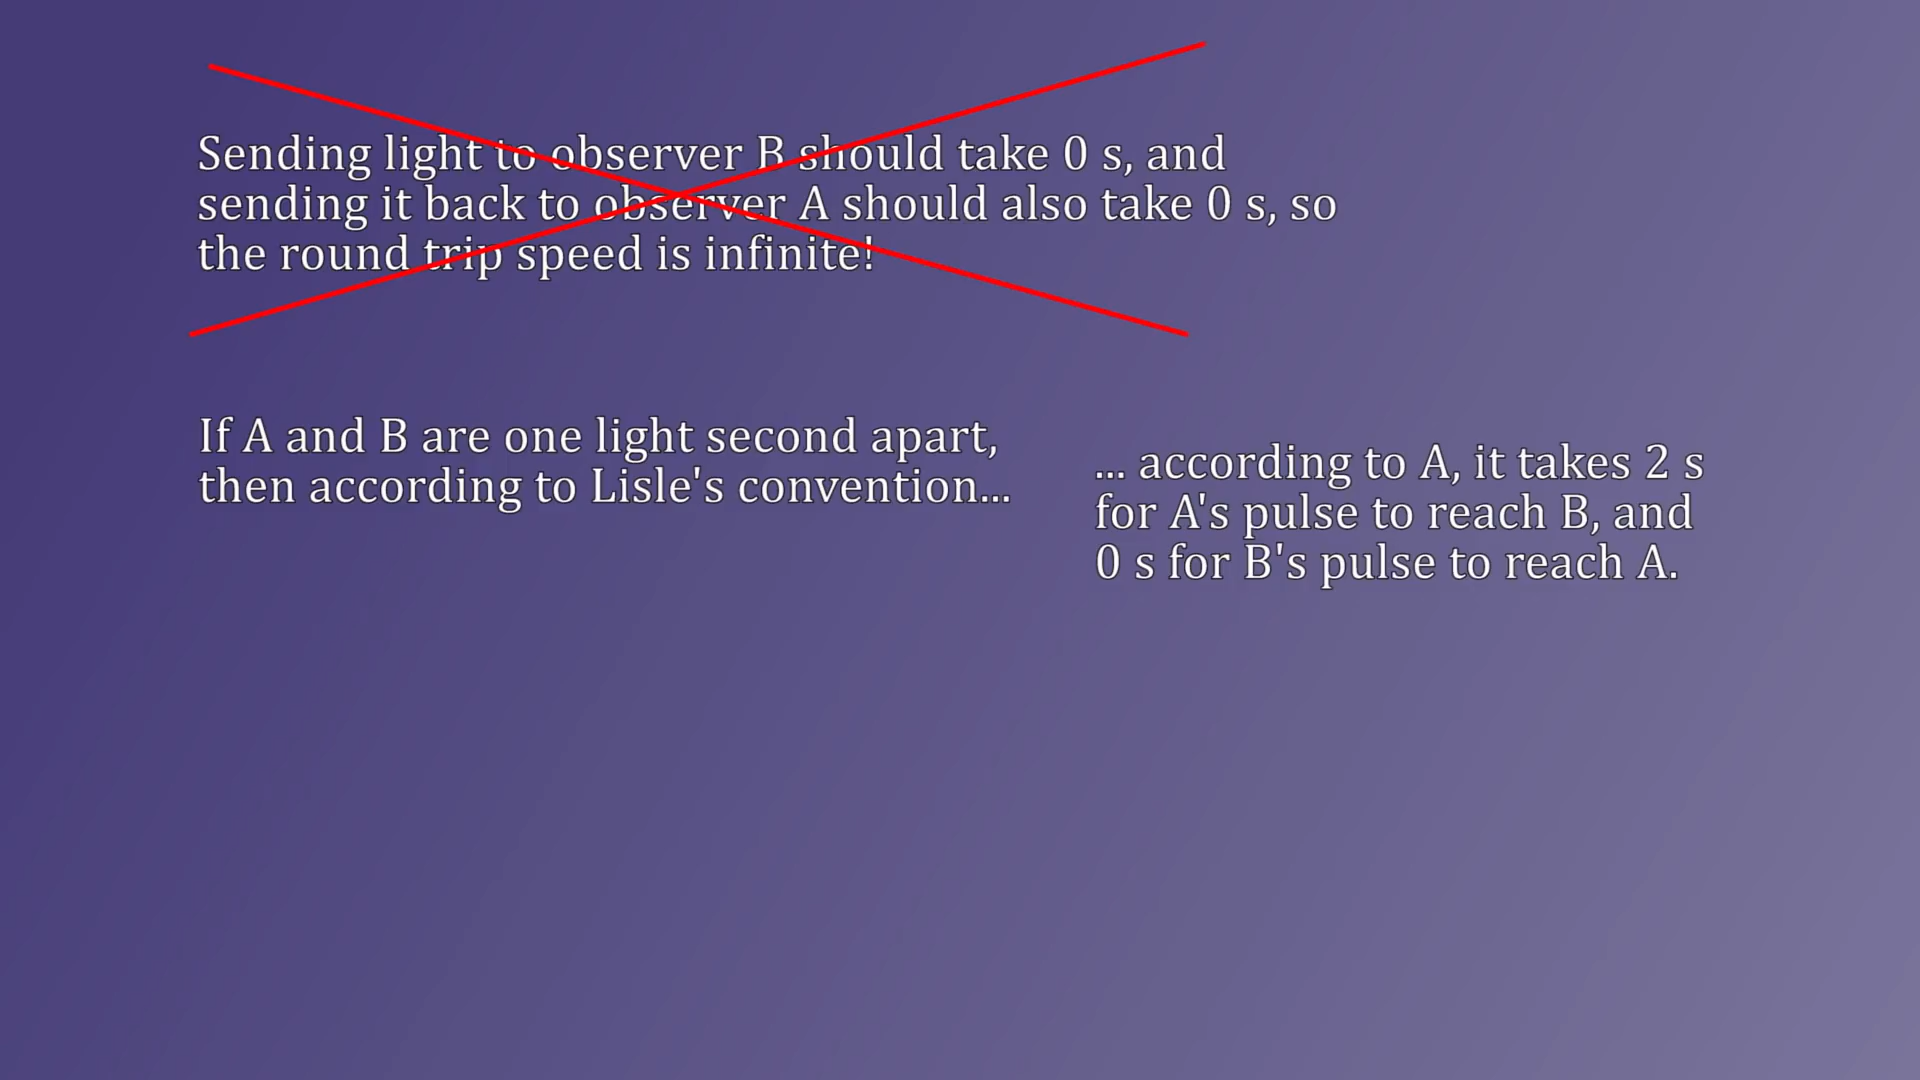 Sending light to observer B should take 0 s, and
sending it back to observer A should also take 0 s, so
the round trip speed is infinite!
If A and B are one light second apart,
then according to Lisle's convention...
... according to A, it takes 2 s
for A's pulse to reach B, and
0 s for B's pulse to reach A.